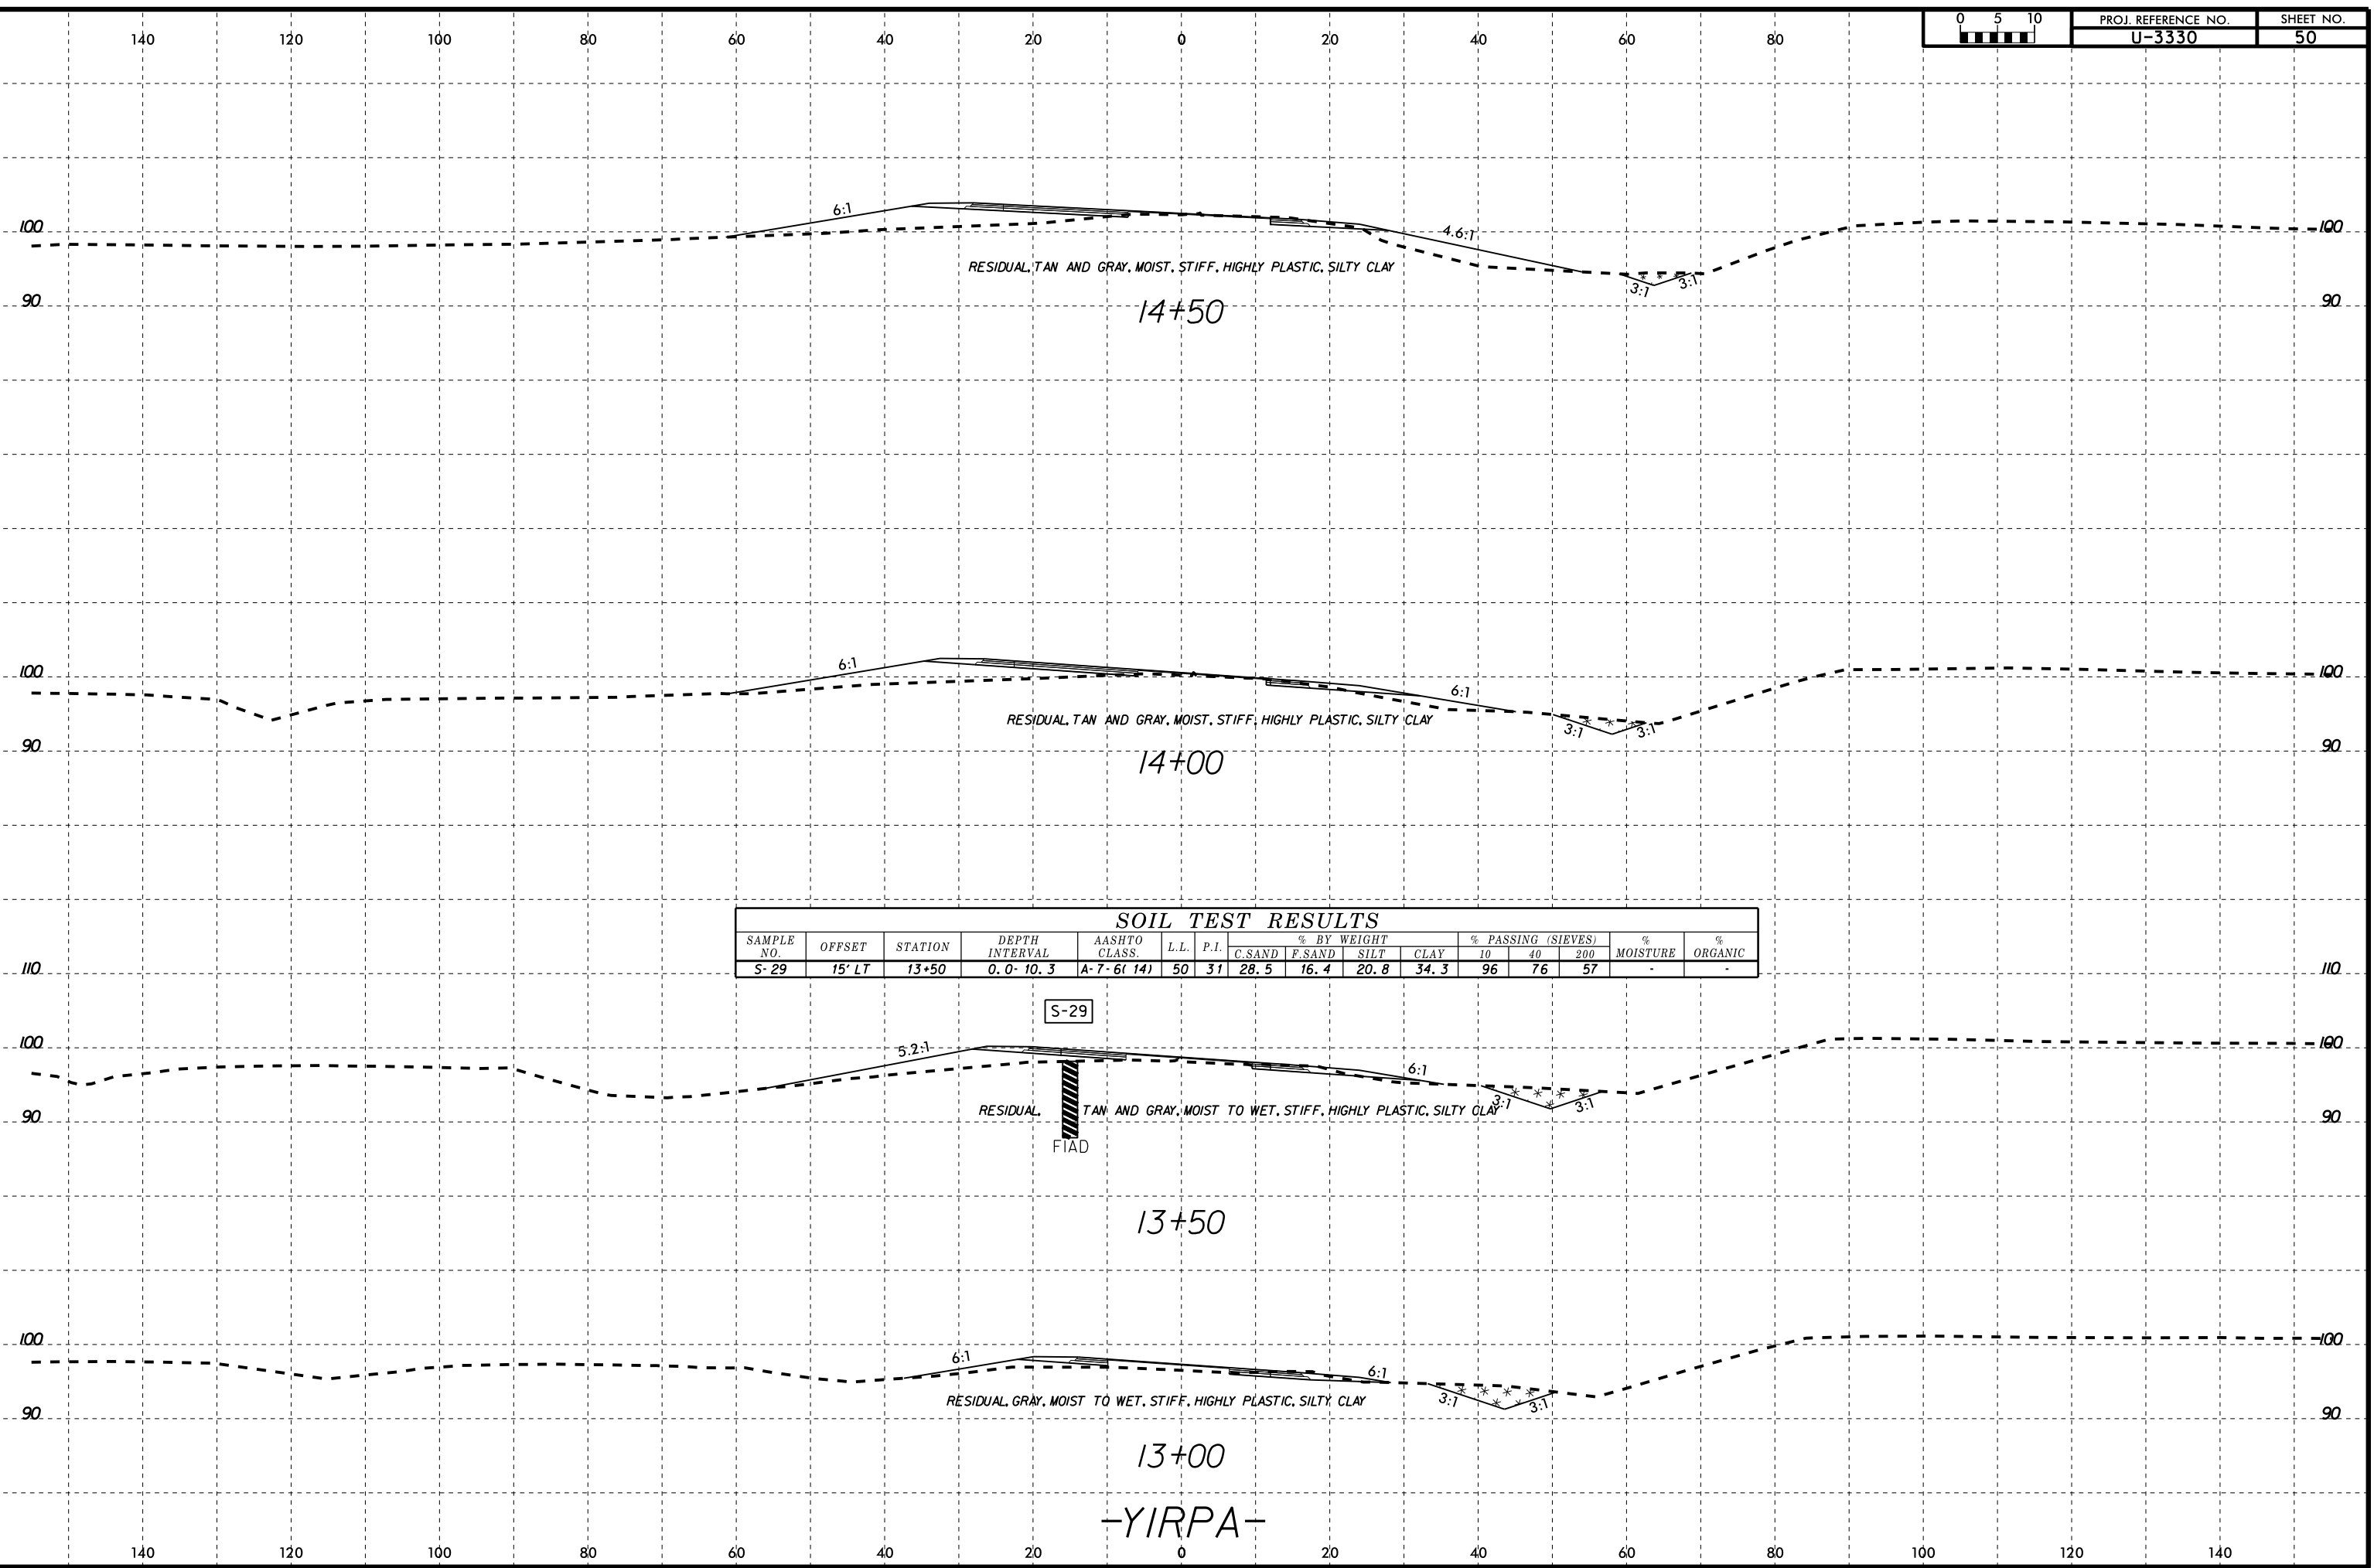 0 5 10 PROJ. REFERENCE NO. SHEET NO.
U-3330 50
140 120 100 80 60 40 20 0 20 40 60 80
6:1
100 4.6:1 100
RESIDUAL, TAN AND GRAY, MOIST, STIFF, HIGHLY PLASTIC, SILTY CLAY
3:1 3:1
90 14+50 90
6:1
100 6:1 100
RESIDUAL, TAN AND GRAY, MOIST, STIFF, HIGHLY PLASTIC, SILTY CLAY
3:1 3:1
90 90
14+00
SOIL TEST RESULTS
SAMPLE NO. OFFSET STATION DEPTH INTERVAL AASHTO CLASS. L.L. P.I. % BY WEIGHT % PASSING (SIEVES) % MOISTURE % ORGANIC
C.SAND F.SAND SILT CLAY 10 40 200
110 S-29 15' LT 13+50 0.0-10.3 A-7-6(14) 50 31 28.5 16.4 20.8 34.3 96 76 57 - - 110
S-29
100 5.2:1 6:1 100
3:1 3:1
90 RESIDUAL, TAN AND GRAY, MOIST TO WET, STIFF, HIGHLY PLASTIC, SILTY CLAY 90
FIAD
13+50
100 100
6:1 6:1
3:1 3:1
90 RESIDUAL, GRAY, MOIST TO WET, STIFF, HIGHLY PLASTIC, SILTY CLAY 90
13+00
-Y1RPA-
140 120 100 80 60 40 20 0 20 40 60 80 100 120 140